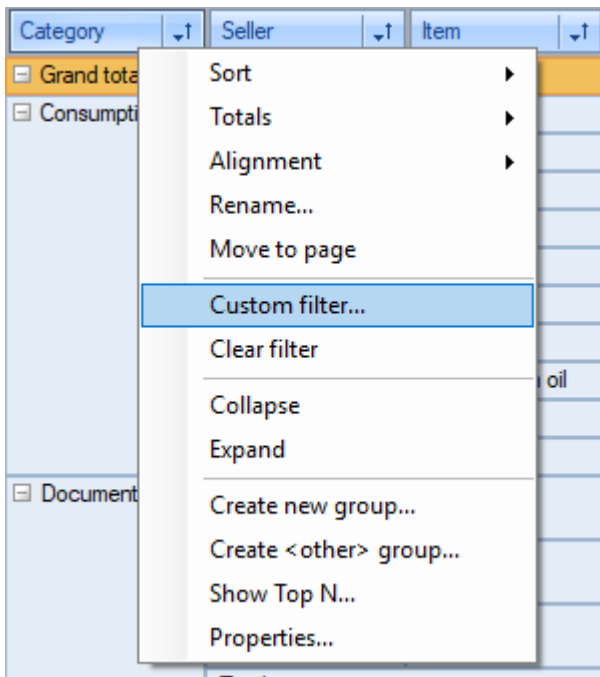 Category Seller Item
Grand tota
Sort
Consumpti
Totals
Alignment
Rename...
Move to page
Custom filter...
Clear filter
oil
Collapse
Expand
Document
Create new group...
Create <other> group...
Show Top N...
Properties...